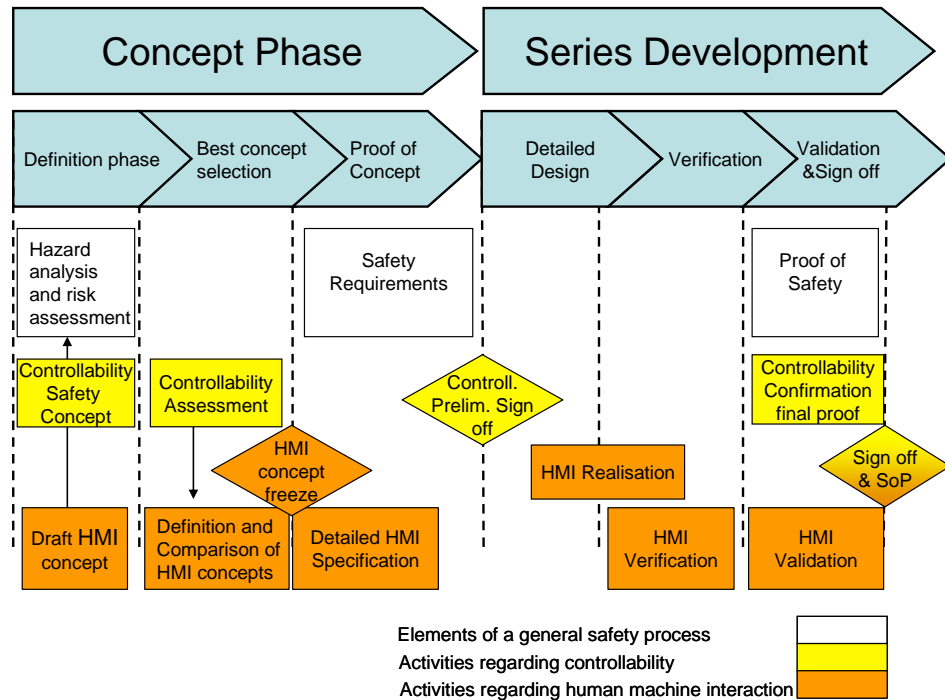 Concept Phase
Series Development
Definition phase
Best concept
selection
Proof of
Concept
Detailed
Design
Verification
Validation
&Sign off
Hazard
analysis
and risk
assessment
Safety
Requirements
Proof of
Safety
Controllability
Safety
Concept
Controllability
Assessment
Controll.
Prelim. Sign
off
Controllability
Confirmation
final proof
HMI
concept
freeze
HMI Realisation
Sign off
& SoP
Draft HMI
concept
Definition and
Comparison of
HMI concepts
Detailed HMI
Specification
HMI
Verification
HMI
Validation
Elements of a general safety process
Activities regarding controllability
Activities regarding human machine interaction